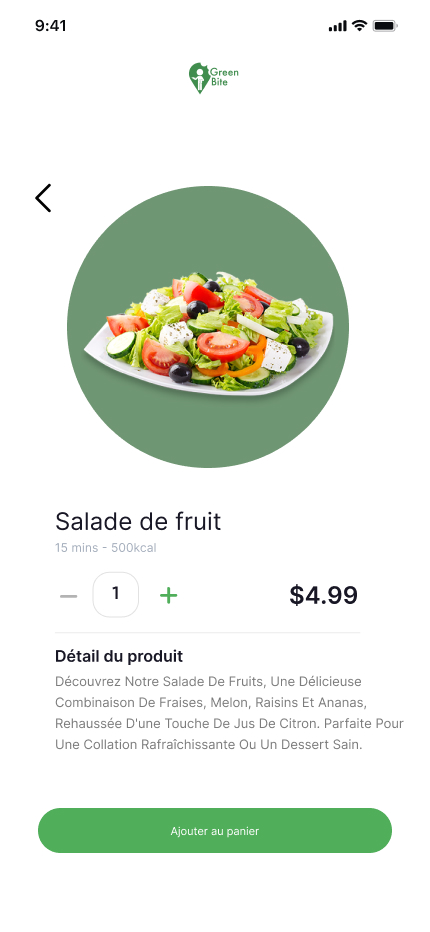 9:41
Green
Bite
Salade de fruit
15 mins - 500kcal
1
$4.99
Détail du produit
Découvrez Notre Salade De Fruits, Une Délicieuse
Combinaison De Fraises, Melon, Raisins Et Ananas,
Rehaussée D'une Touche De Jus De Citron. Parfaite Pour
Une Collation Rafraîchissante Ou Un Dessert Sain.
Ajouter au panier